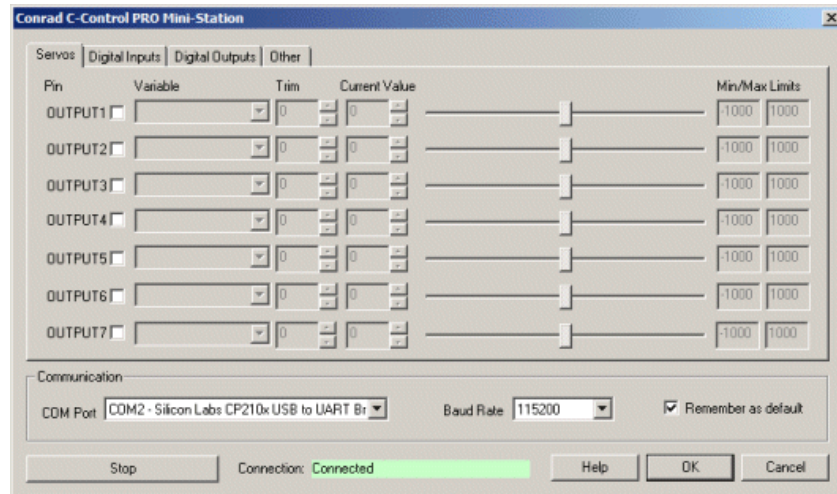 Conrad C-Control PRO Mini-Station
Servos Digital Inputs Digital Outputs Other
Pin Variable Trim Current Value Min/Max Limits
OUTPUT1 0 0 -1000 1000
OUTPUT2 0 0 -1000 1000
OUTPUT3 0 0 -1000 1000
OUTPUT4 0 0 -1000 1000
OUTPUT5 0 0 -1000 1000
OUTPUT6 0 0 -1000 1000
OUTPUT7 0 0 -1000 1000
Communication
COM Port COM2 - Silicon Labs CP210x USB to UART Br Baud Rate 115200 Remember as default
Stop Connection: Connected Help OK Cancel